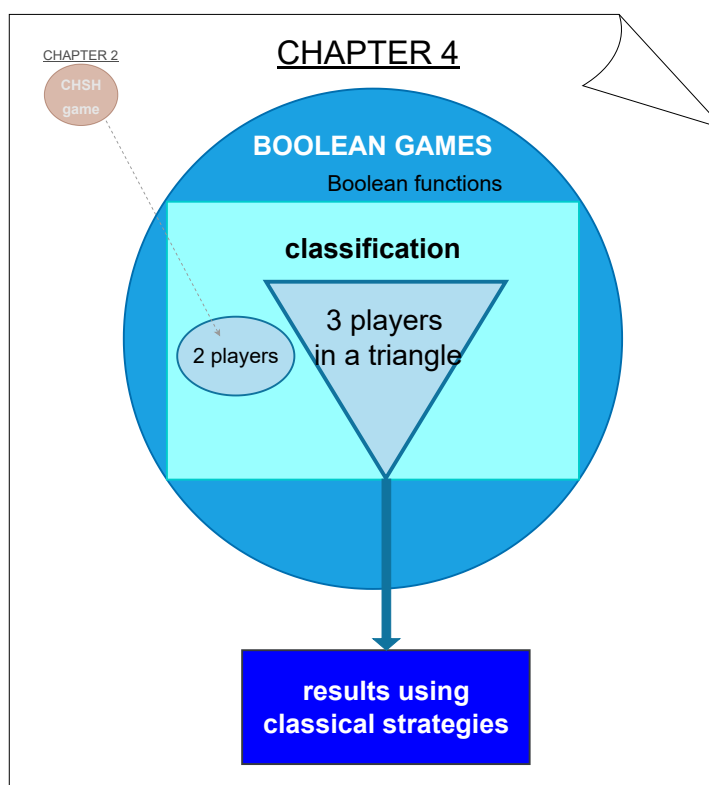 CHAPTER 4
CHAPTER 2
CHSH
game
BOOLEAN GAMES
Boolean functions
classification
3 players
in a triangle
2 players
results using
classical strategies